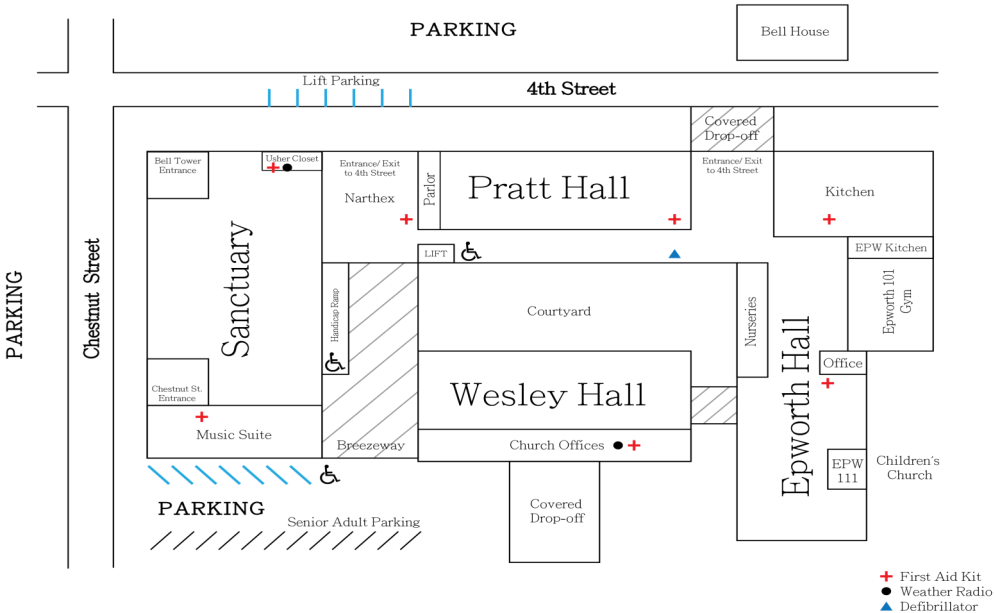 PARKING
Bell House
Lift Parking
4th Street
Covered
Drop-off
Bell Tower
Entrance
Usher Closet
Entrance/ Exit
to 4th Street
Narthex
Parlor
Pratt Hall
Entrance/ Exit
to 4th Street
Kitchen
LIFT
EPW Kitchen
PARKING
Chestnut Street
Sanctuary
Handicap Ramp
Courtyard
Nurseries
Epworth Hall
Epworth 101
Gym
Office
Chestnut St.
Entrance
Wesley Hall
Music Suite
Breezeway
Church Offices
EPW
111
Children's
Church
PARKING
Senior Adult Parking
Covered
Drop-off
First Aid Kit
Weather Radio
Defibrillator